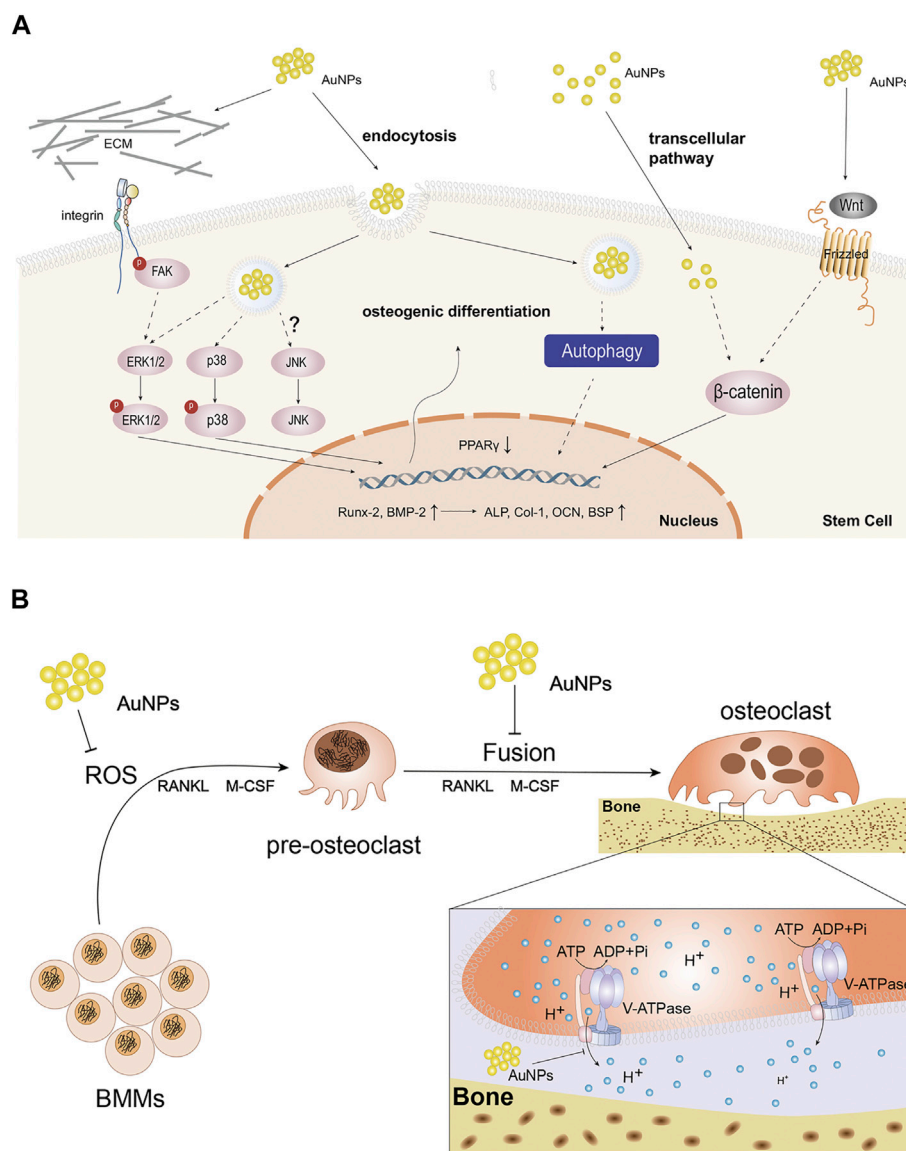 A
AuNPs
AuNPs
AuNPs
ECM
endocytosis
transcellular
pathway
integrin
Wnt
Frizzled
P
FAK
?
osteogenic differentiation
ERK1/2
p38
JNK
Autophagy
β-catenin
P
ERK1/2
P
p38
JNK
PPARγ ↓
Runx-2, BMP-2 ↑ → ALP, Col-1, OCN, BSP ↑
Nucleus
Stem Cell
B
AuNPs
AuNPs
ROS
Fusion
osteoclast
RANKL M-CSF
RANKL M-CSF
Bone
pre-osteoclast
BMMs
ATP ADP+Pi
ATP ADP+Pi
H+
H+
H+
V-ATPase
V-ATPase
AuNPs
H+
H+
Bone